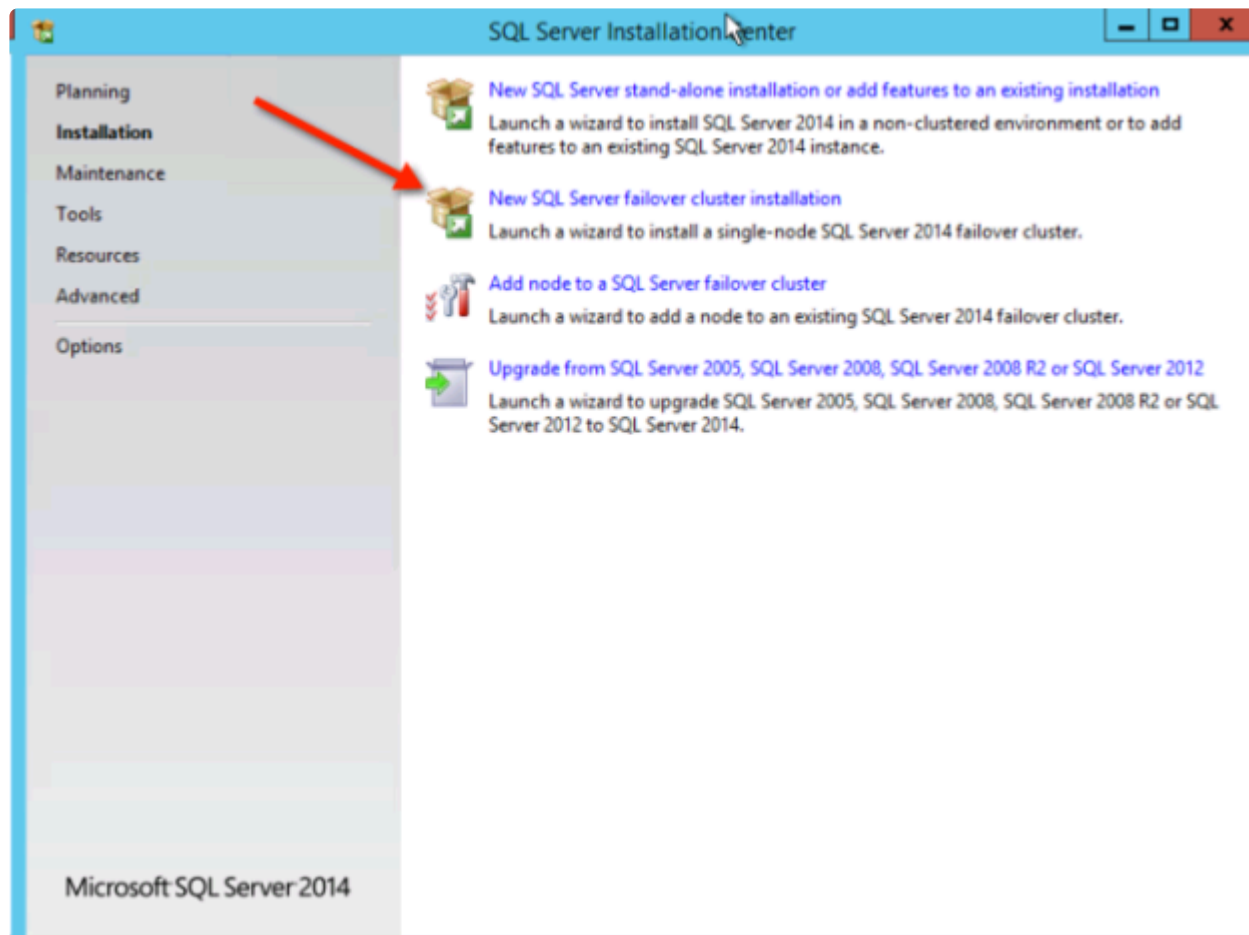 SQL Server Installation Center
Planning
Installation
Maintenance
Tools
Resources
Advanced
Options
New SQL Server stand-alone installation or add features to an existing installation
Launch a wizard to install SQL Server 2014 in a non-clustered environment or to add
features to an existing SQL Server 2014 instance.
New SQL Server failover cluster installation
Launch a wizard to install a single-node SQL Server 2014 failover cluster.
Add node to a SQL Server failover cluster
Launch a wizard to add a node to an existing SQL Server 2014 failover cluster.
Upgrade from SQL Server 2005, SQL Server 2008, SQL Server 2008 R2 or SQL Server 2012
Launch a wizard to upgrade SQL Server 2005, SQL Server 2008, SQL Server 2008 R2 or SQL
Server 2012 to SQL Server 2014.
Microsoft SQL Server 2014